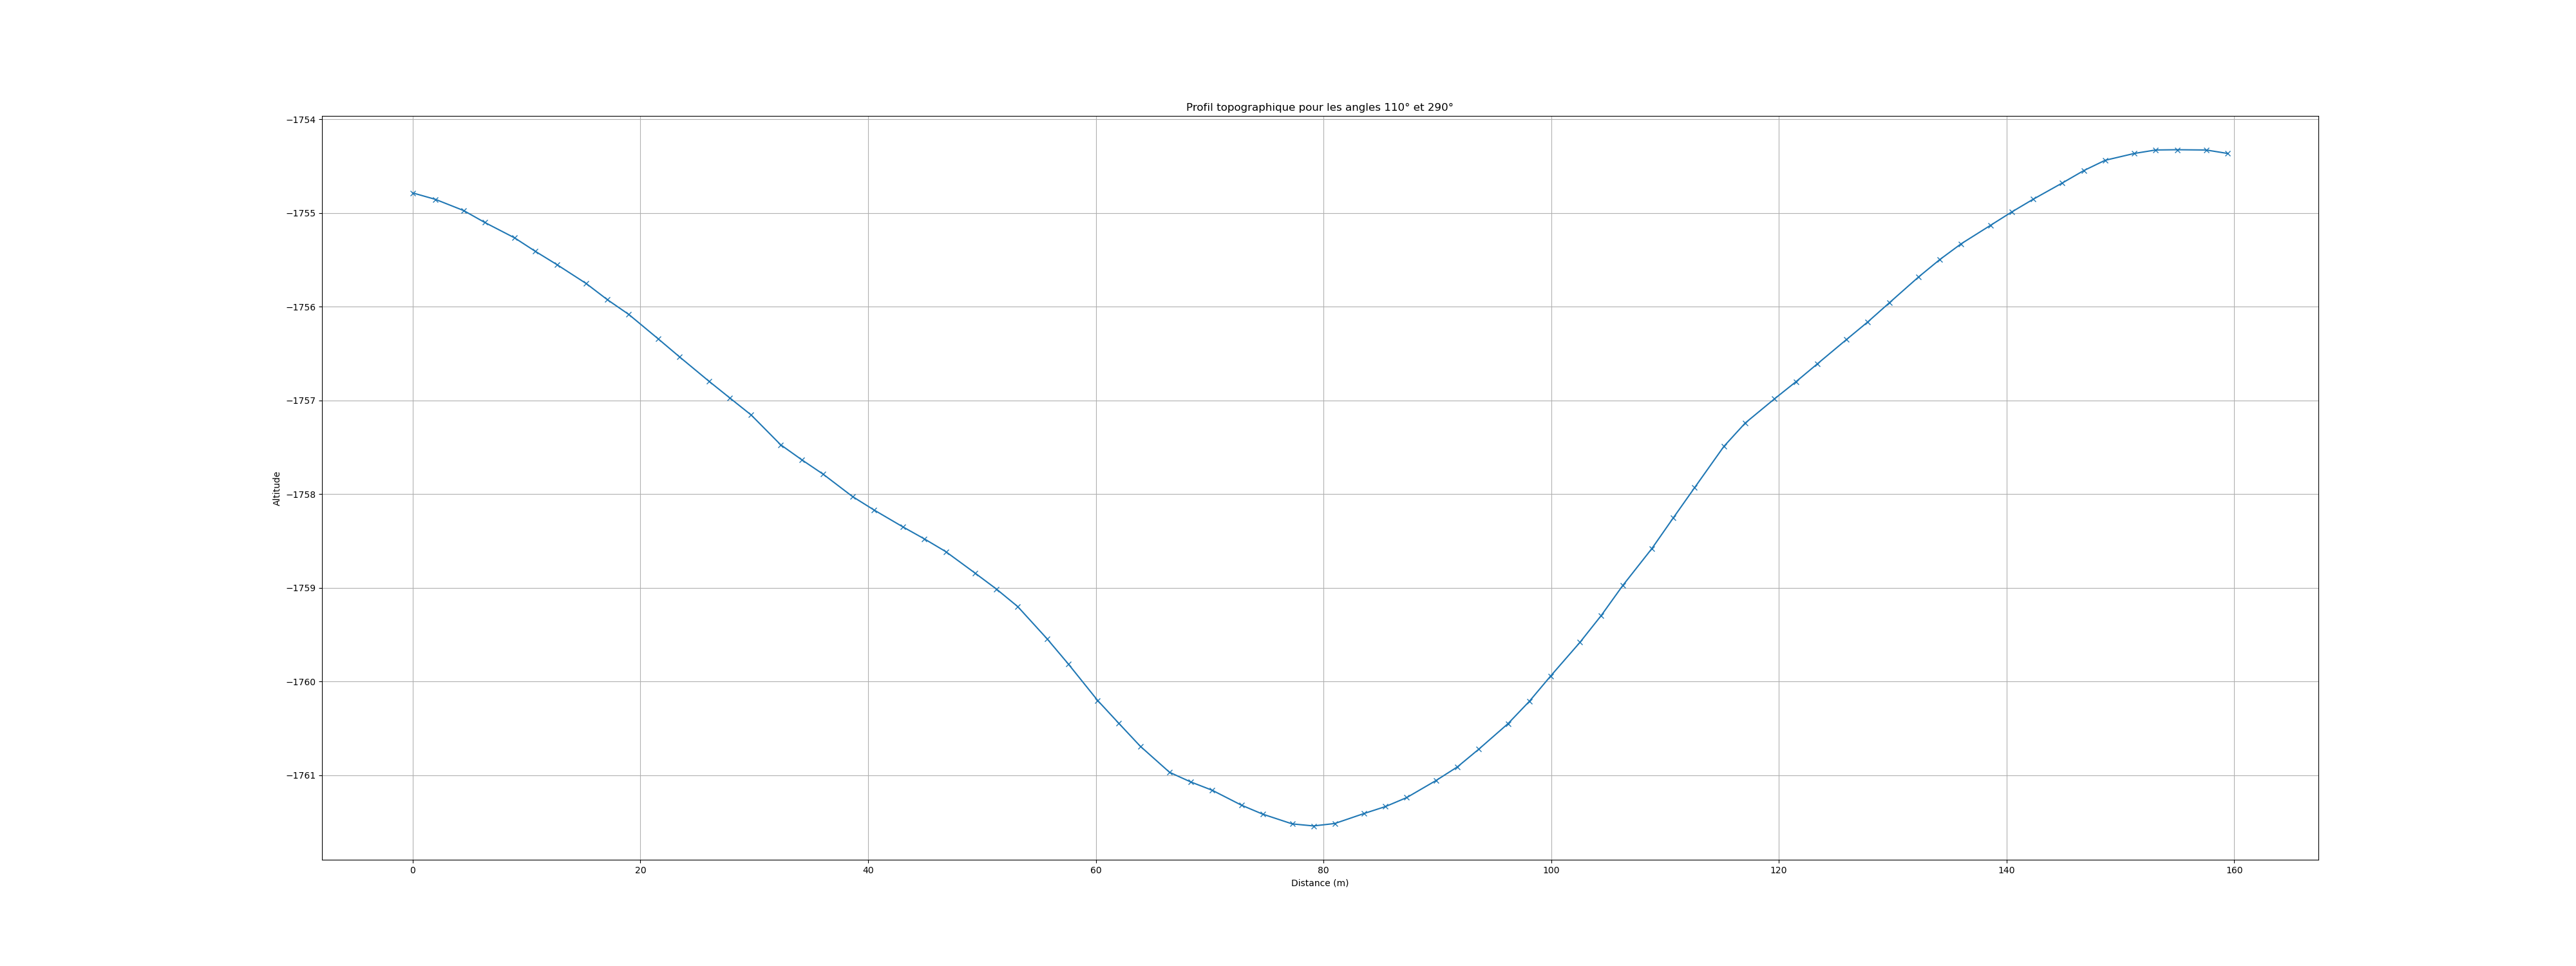 Profil topographique pour les angles 110° et 290°
−1754
−1755
−1756
−1757
−1758
−1759
−1760
−1761
Altitude
0 20 40 60 80 100 120 140 160
Distance (m)